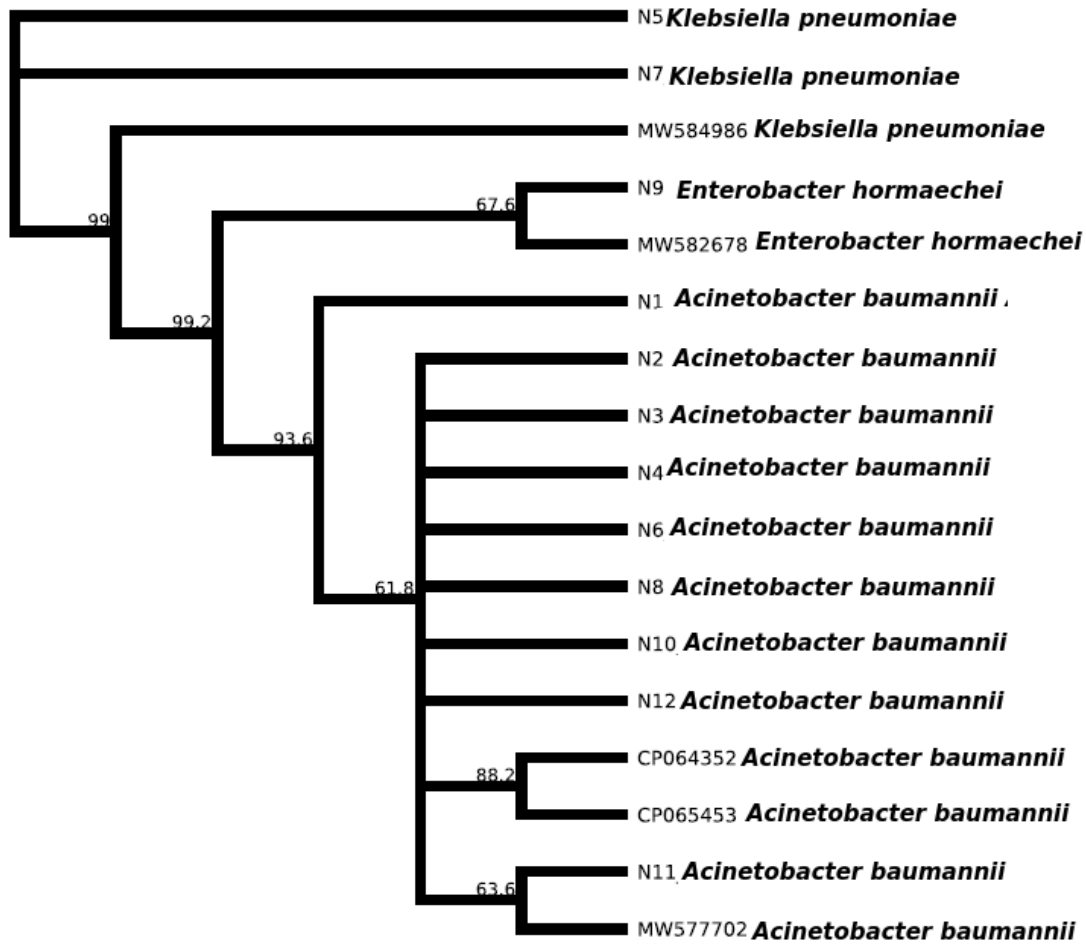 N5 Klebsiella pneumoniae
N7 Klebsiella pneumoniae
MW584986 Klebsiella pneumoniae
N9 Enterobacter hormaechei
67.6
99
MW582678 Enterobacter hormaechei
N1 Acinetobacter baumannii
99.2
N2 Acinetobacter baumannii
N3 Acinetobacter baumannii
93.6
N4 Acinetobacter baumannii
N6 Acinetobacter baumannii
N8 Acinetobacter baumannii
61.8
N10 Acinetobacter baumannii
N12 Acinetobacter baumannii
CP064352 Acinetobacter baumannii
88.2
CP065453 Acinetobacter baumannii
N11 Acinetobacter baumannii
63.6
MW577702 Acinetobacter baumannii